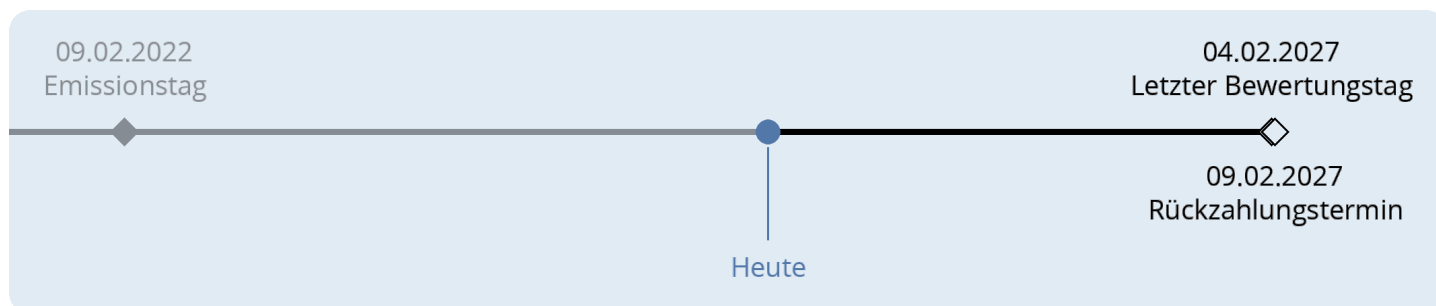 09.02.2022
Emissionstag
04.02.2027
Letzter Bewertungstag
09.02.2027
Rückzahlungstermin
Heute